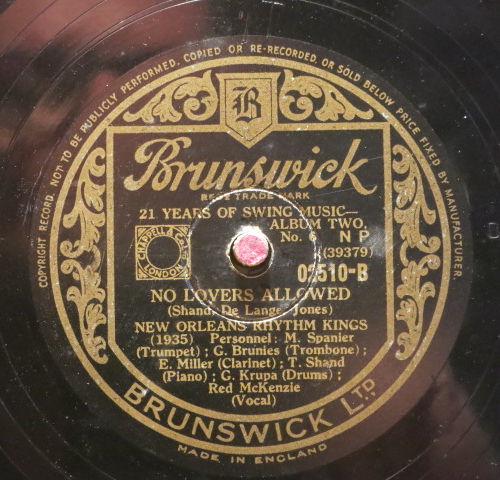 COPYRIGHT RECORD. NOT TO BE PUBLICLY PERFORMED. COPIED OR RE-RECORDED OR SOLD BELOW PRICE FIXED BY MANUFACTURER.
B
Brunswick
TRADE MARK
21 YEARS OF SWING MUSIC—
ALBUM TWO.
No. N P
CHAPPELL & CO LTD
LONDON
(39379)
510-B
NO LOVERS ALLOWED
(Shand, De Lange, Jones)
NEW ORLEANS RHYTHM KINGS
(1935) Personnel: M. Spanier
(Trumpet) ; G. Brunies (Trombone) ;
E. Miller (Clarinet) ; T. Shand
(Piano) ; G. Krupa (Drums) ;
Red McKenzie
(Vocal)
BRUNSWICK LTD.
MADE IN ENGLAND